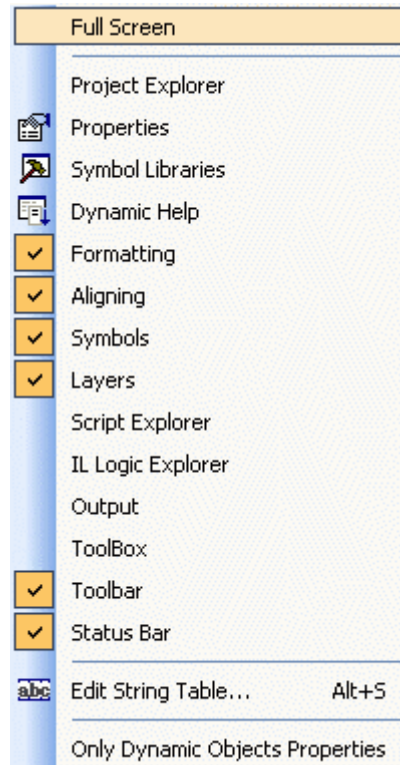 Full Screen
Project Explorer
Properties
Symbol Libraries
Dynamic Help
Formatting
Aligning
Symbols
Layers
Script Explorer
IL Logic Explorer
Output
ToolBox
Toolbar
Status Bar
abc Edit String Table... Alt+S
Only Dynamic Objects Properties